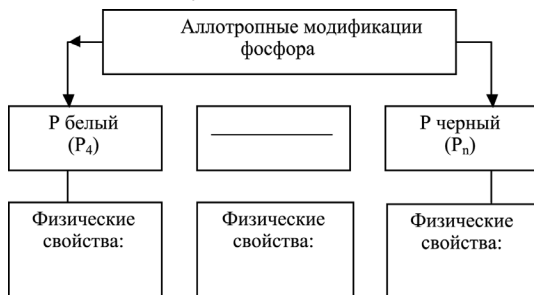 Аллотропные модификации
фосфора
Р белый
(P₄)
Р черный
(Pₙ)
Физические
свойства:
Физические
свойства:
Физические
свойства: